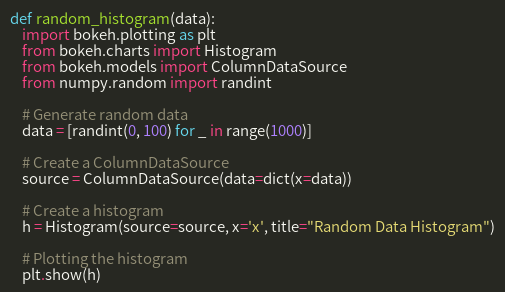 def random_histogram(data):
    import bokeh.plotting as plt
    from bokeh.charts import Histogram
    from bokeh.models import ColumnDataSource
    from numpy.random import randint

    # Generate random data
    data = [randint(0, 100) for _ in range(1000)]

    # Create a ColumnDataSource
    source = ColumnDataSource(data=dict(x=data))

    # Create a histogram
    h = Histogram(source=source, x='x', title="Random Data Histogram")

    # Plotting the histogram
    plt.show(h)